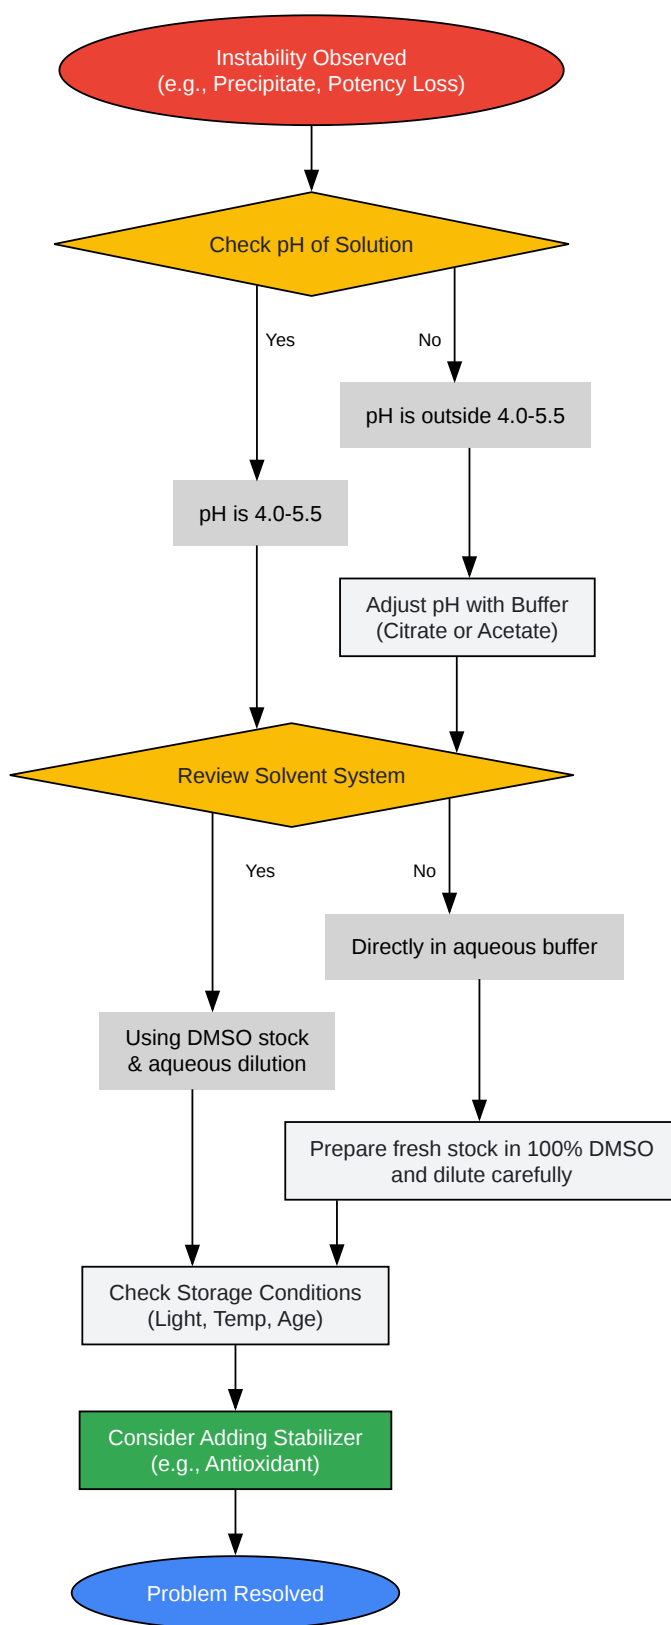 Instability Observed
(e.g., Precipitate, Potency Loss)
Check pH of Solution
Yes
No
pH is outside 4.0-5.5
pH is 4.0-5.5
Adjust pH with Buffer
(Citrate or Acetate)
Review Solvent System
Yes
No
Directly in aqueous buffer
Using DMSO stock
& aqueous dilution
Prepare fresh stock in 100% DMSO
and dilute carefully
Check Storage Conditions
(Light, Temp, Age)
Consider Adding Stabilizer
(e.g., Antioxidant)
Problem Resolved